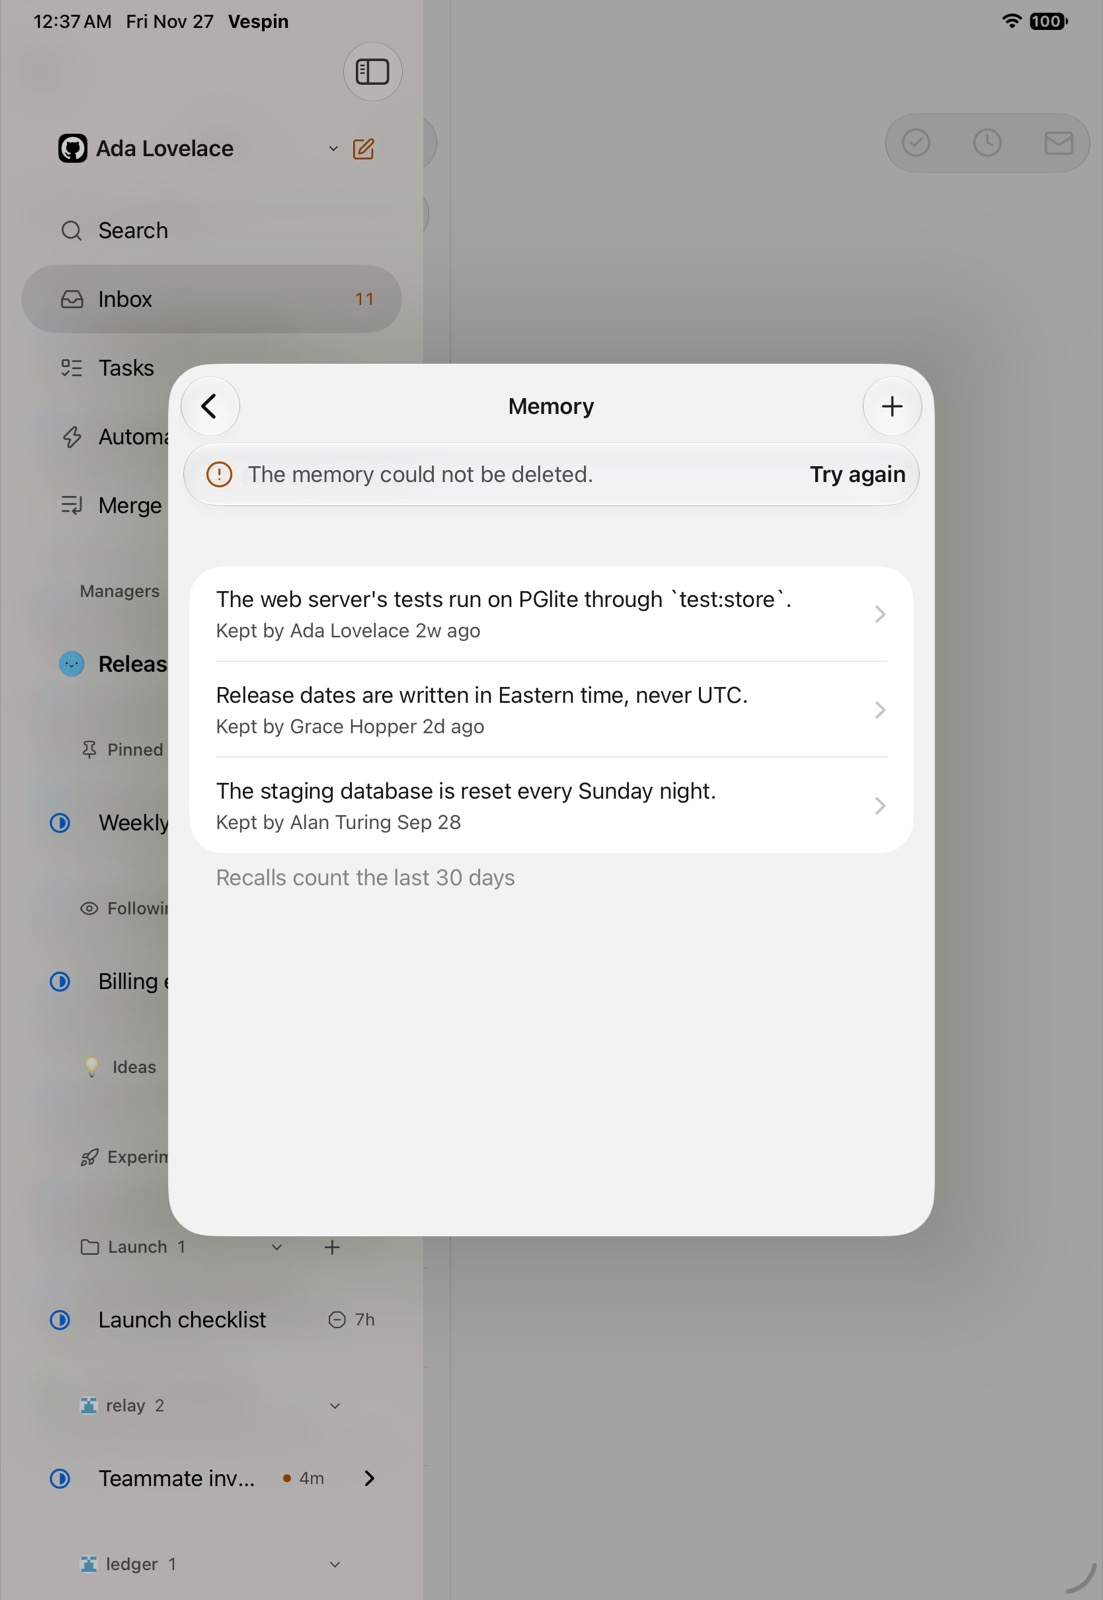 12:37 AM Fri Nov 27 Vespin
100
Ada Lovelace
Search
Inbox 11
Tasks
Merge
Managers
Pinned
Weekly
Billing
Ideas
Launch 1
Launch checklist 7h
relay 2
Teammate inv... 4m
ledger 1
Memory
The memory could not be deleted. Try again
The web server's tests run on PGlite through `test:store`.
Kept by Ada Lovelace 2w ago
Release dates are written in Eastern time, never UTC.
Kept by Grace Hopper 2d ago
The staging database is reset every Sunday night.
Kept by Alan Turing Sep 28
Recalls count the last 30 days